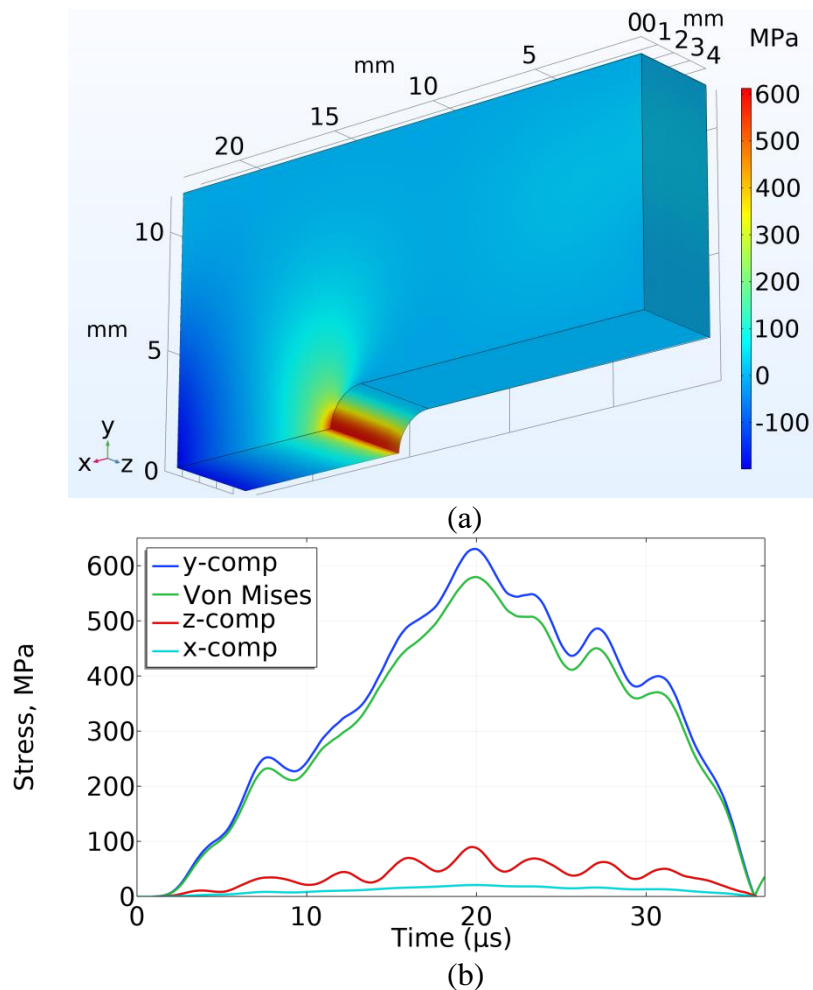 00 mm
1 2 3 4
MPa
mm
5
10
15
20
10
mm
5
0
y
x z
600
500
400
300
200
100
0
-100
(a)
y-comp
Von Mises
z-comp
x-comp
Stress, MPa
600
500
400
300
200
100
0
0 10 20 30
Time (μs)
(b)